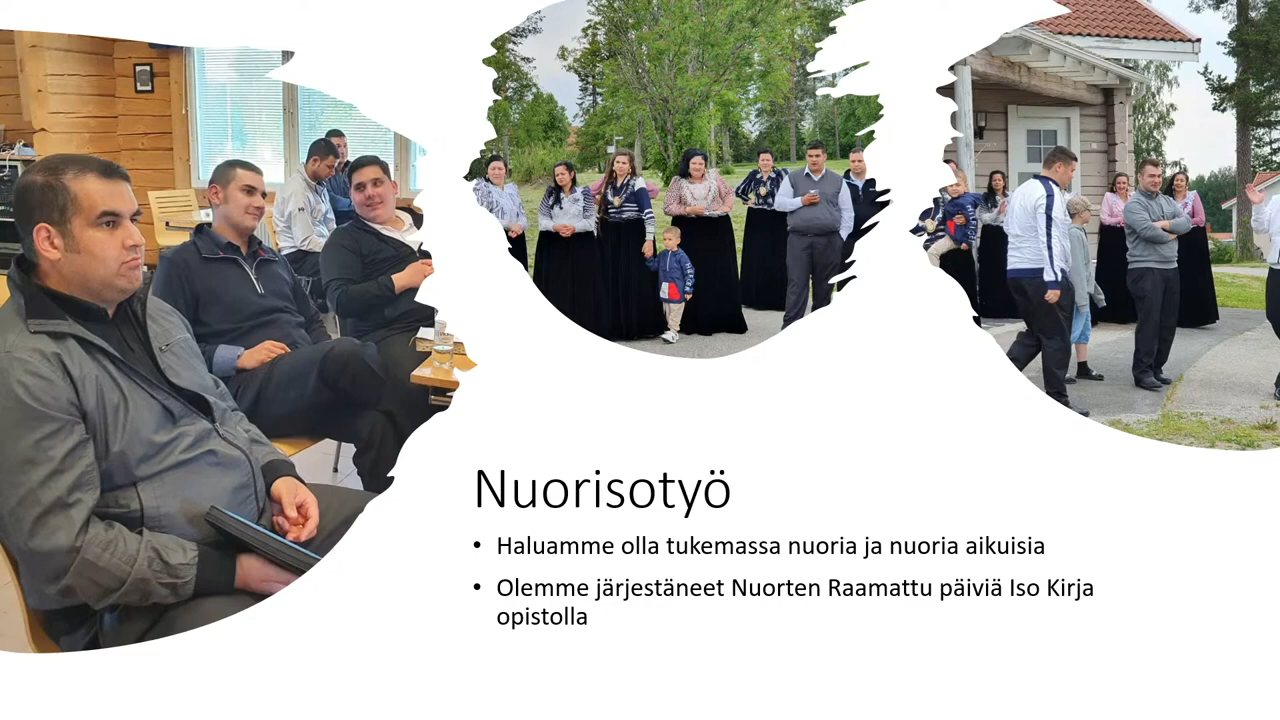 Nuorisotyö
• Haluamme olla tukemassa nuoria ja nuoria aikuisia
• Olemme järjestäneet Nuorten Raamattu päiviä Iso Kirja
opistolla